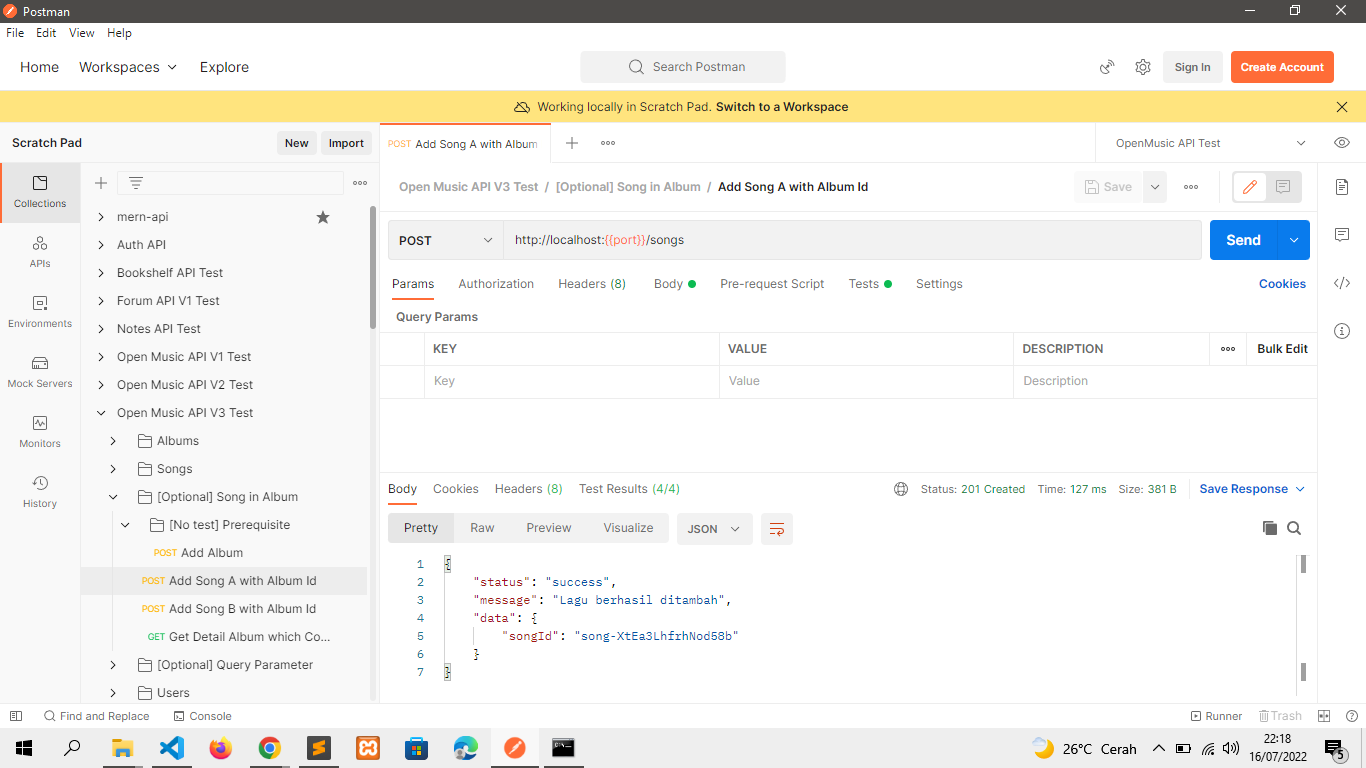 Postman
File Edit View Help
Home Workspaces Explore
Search Postman
Sign In
Create Account
Working locally in Scratch Pad. Switch to a Workspace
Scratch Pad
New
Import
POST Add Song A with Album
OpenMusic API Test
Collections
APIs
Environments
Mock Servers
Monitors
History
mern-api
Auth API
Bookshelf API Test
Forum API V1 Test
Notes API Test
Open Music API V1 Test
Open Music API V2 Test
Open Music API V3 Test
Albums
Songs
[Optional] Song in Album
[No test] Prerequisite
POST Add Album
POST Add Song A with Album Id
POST Add Song B with Album Id
GET Get Detail Album which Co...
[Optional] Query Parameter
Users
Open Music API V3 Test / [Optional] Song in Album / Add Song A with Album Id
Save
POST
http://localhost:{{port}}/songs
Send
Params Authorization Headers (8) Body Pre-request Script Tests Settings
Cookies
Query Params
KEY VALUE DESCRIPTION Bulk Edit
Key Value Description
Body Cookies Headers (8) Test Results (4/4)
Status: 201 Created Time: 127 ms Size: 381 B Save Response
Pretty Raw Preview Visualize JSON
1 {
2 "status": "success",
3 "message": "Lagu berhasil ditambah",
4 "data": {
5 "songId": "song-XtEa3LhfrhNod58b"
6 }
7 }
Find and Replace Console
Runner Trash
26°C Cerah
22:18
16/07/2022
5